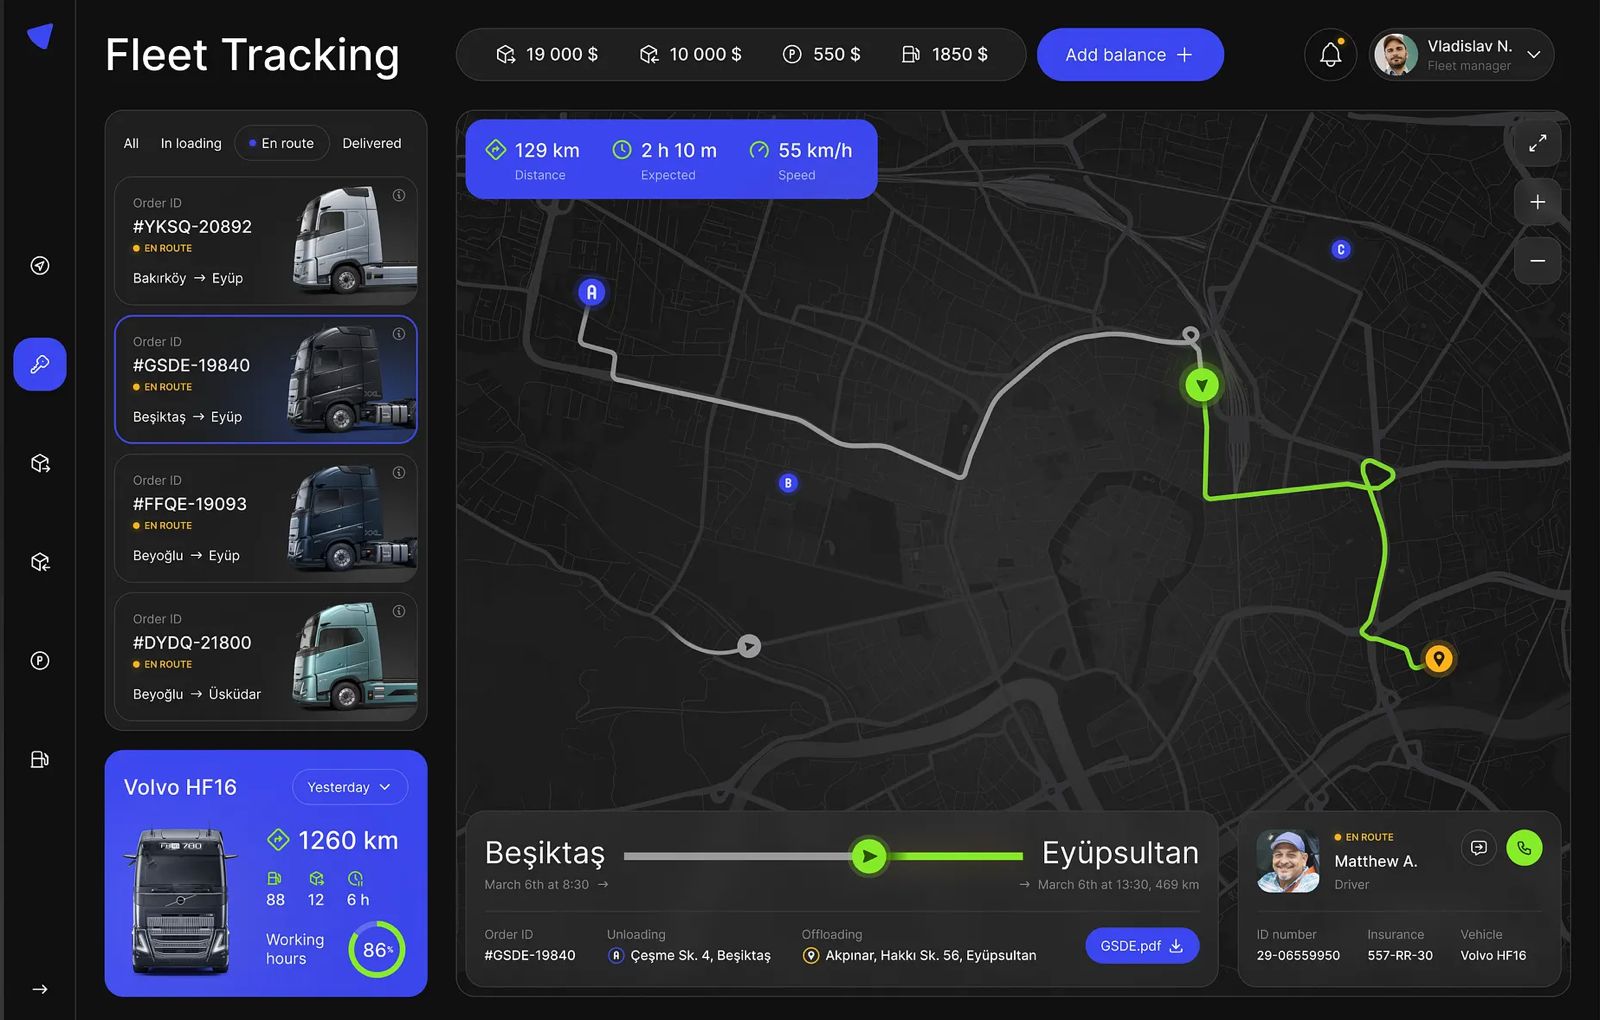 Fleet Tracking
19 000 $
10 000 $
550 $
1850 $
Add balance +
Vladislav N.
Fleet manager
All
In loading
En route
Delivered
Order ID
#YKSQ-20892
EN ROUTE
Bakırköy → Eyüp
Order ID
#GSDE-19840
EN ROUTE
Beşiktaş → Eyüp
Order ID
#FFQE-19093
EN ROUTE
Beyoğlu → Eyüp
Order ID
#DYDQ-21800
EN ROUTE
Beyoğlu → Üsküdar
Volvo HF16
Yesterday
1260 km
88
12
6 h
Working
hours
86%
129 km
Distance
2 h 10 m
Expected
55 km/h
Speed
A
B
C
Beşiktaş
March 6th at 8:30 →
Eyüpsultan
→ March 6th at 13:30, 469 km
Order ID
#GSDE-19840
Unloading
A Çeşme Sk. 4, Beşiktaş
Offloading
Akpınar, Hakkı Sk. 56, Eyüpsultan
GSDE.pdf
EN ROUTE
Matthew A.
Driver
ID number
29-06559950
Insurance
557-RR-30
Vehicle
Volvo HF16
P
P